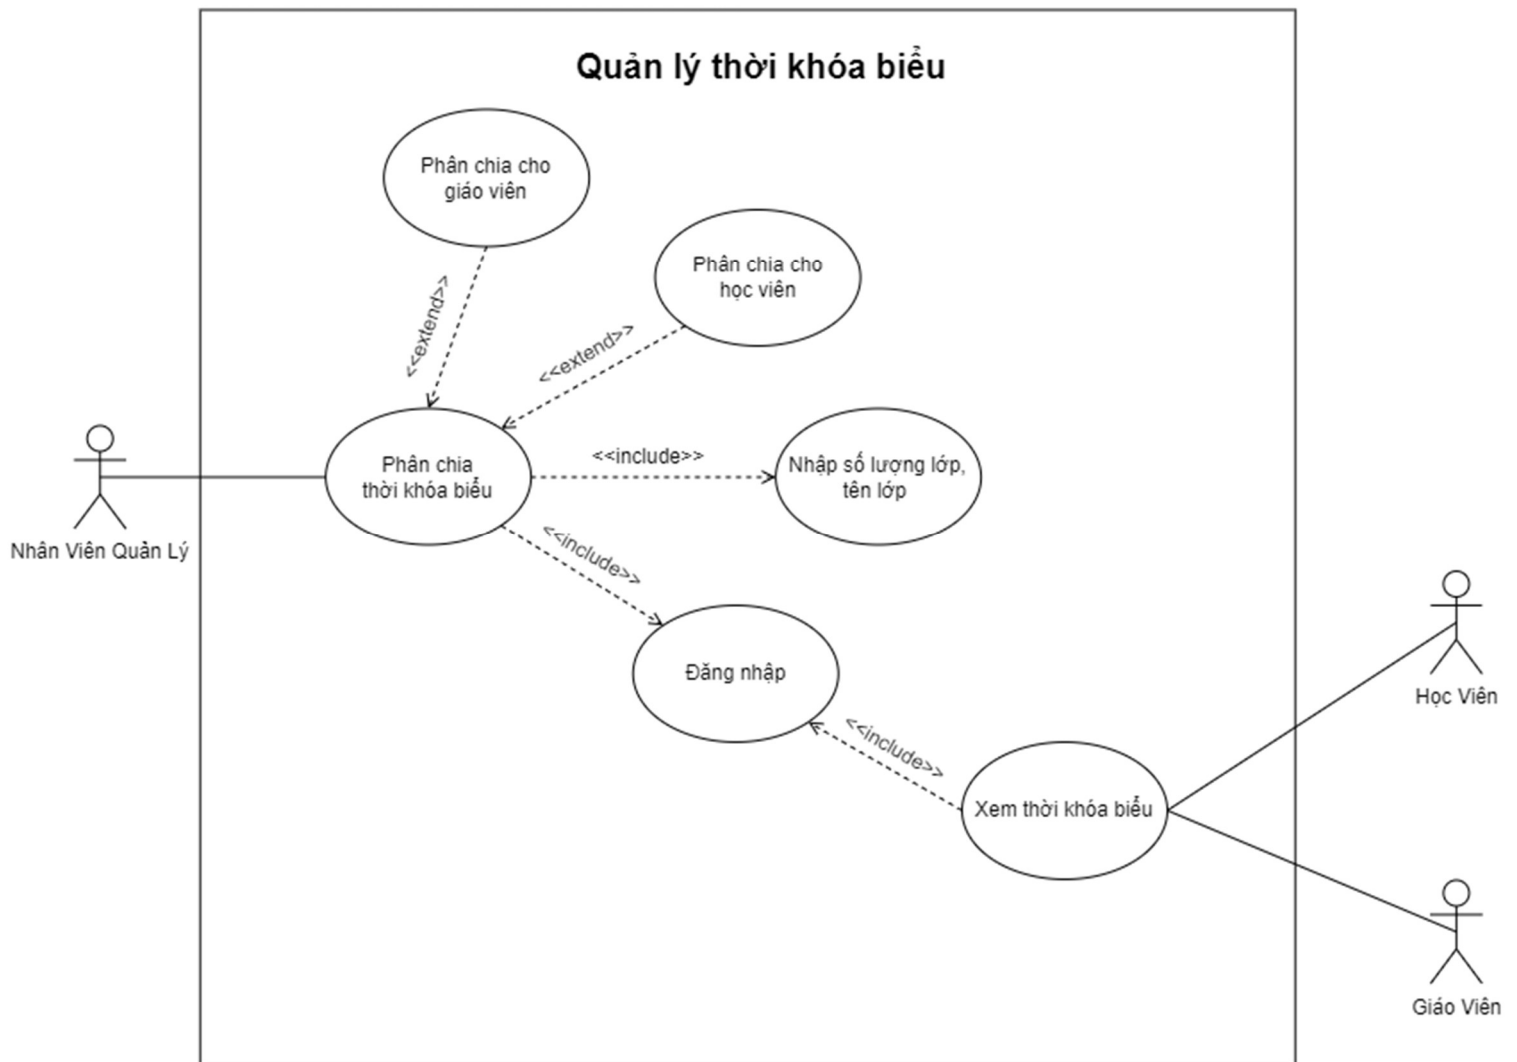 Quản lý thời khóa biểu
Phân chia cho
giáo viên
Phân chia cho
học viên
<<extend>>
<<extend>>
Phân chia
thời khóa biểu
<<include>>
Nhập số lượng lớp,
tên lớp
Nhân Viên Quản Lý
<<include>>
Đăng nhập
Học Viên
<<include>>
Xem thời khóa biểu
Giáo Viên